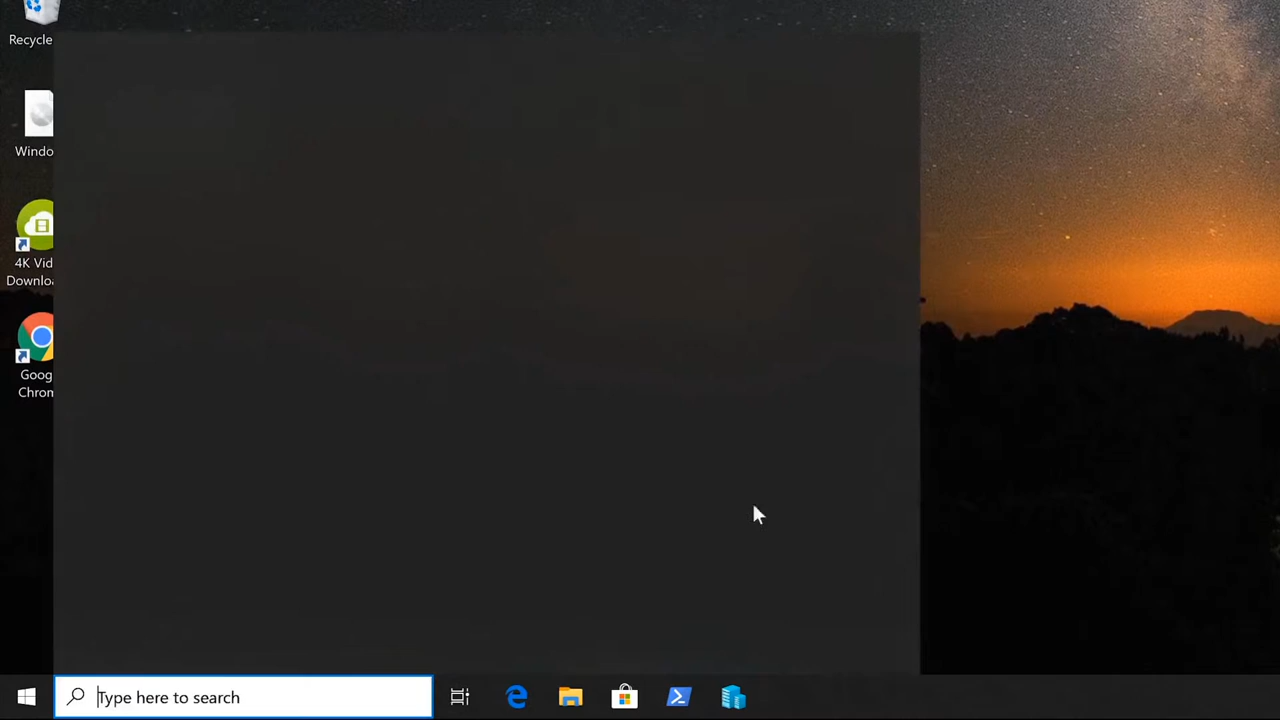 Recycle
Windo
4K Vid
Downloa
Goog
Chrom
Type here to search